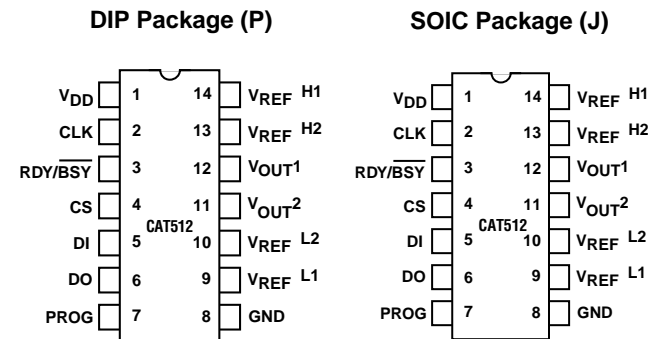 DIP Package (P)
VDD 1 14 VREF H1
CLK 2 13 VREF H2
RDY/BSY 3 12 VOUT1
CS 4 11 VOUT2
CAT512
DI 5 10 VREF L2
DO 6 9 VREF L1
PROG 7 8 GND
SOIC Package (J)
VDD 1 14 VREF H1
CLK 2 13 VREF H2
RDY/BSY 3 12 VOUT1
CS 4 11 VOUT2
CAT512
DI 5 10 VREF L2
DO 6 9 VREF L1
PROG 7 8 GND